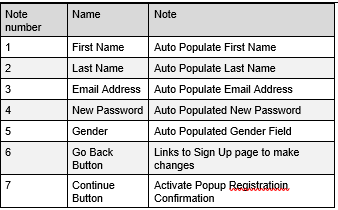 Note number Name Note
1 First Name Auto Populate First Name
2 Last Name Auto Populate Last Name
3 Email Address Auto Populate Email Address
4 New Password Auto Populated New Password
5 Gender Auto Populated Gender Field
6 Go Back Button Links to Sign Up page to make changes
7 Continue Button Activate Popup Registratioin Confirmation